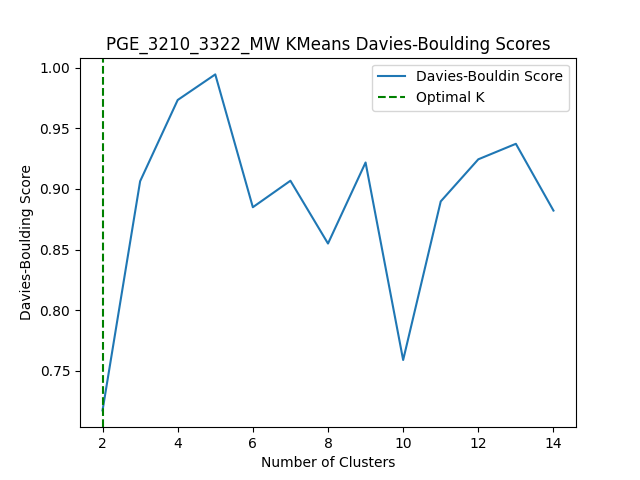 PGE_3210_3322_MW KMeans Davies-Boulding Scores
Davies-Bouldin Score
Optimal K
Davies-Boulding Score
1.00
0.95
0.90
0.85
0.80
0.75
2 4 6 8 10 12 14
Number of Clusters